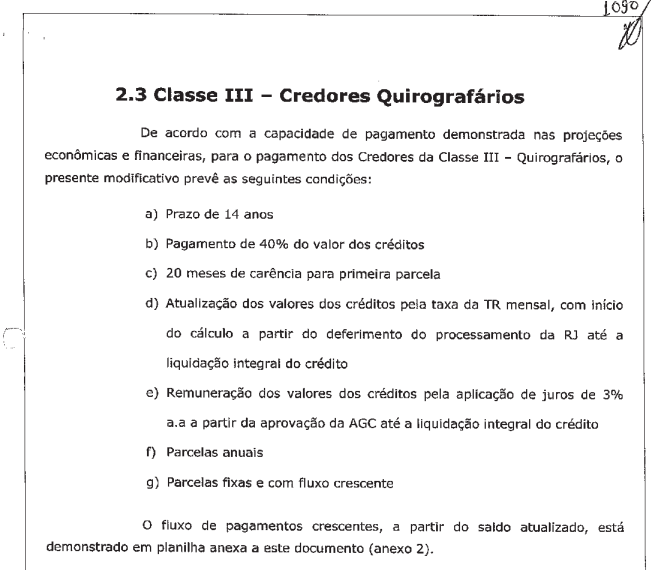 1090
2.3 Classe III – Credores Quirografários
De acordo com a capacidade de pagamento demonstrada nas projeções
econômicas e financeiras, para o pagamento dos Credores da Classe III – Quirografários, o
presente modificativo prevê as seguintes condições:
a) Prazo de 14 anos
b) Pagamento de 40% do valor dos créditos
c) 20 meses de carência para primeira parcela
d) Atualização dos valores dos créditos pela taxa da TR mensal, com início
do cálculo a partir do deferimento do processamento da RJ até a
liquidação integral do crédito
e) Remuneração dos valores dos créditos pela aplicação de juros de 3%
a.a a partir da aprovação da AGC até a liquidação integral do crédito
f) Parcelas anuais
g) Parcelas fixas e com fluxo crescente
O fluxo de pagamentos crescentes, a partir do saldo atualizado, está
demonstrado em planilha anexa a este documento (anexo 2).